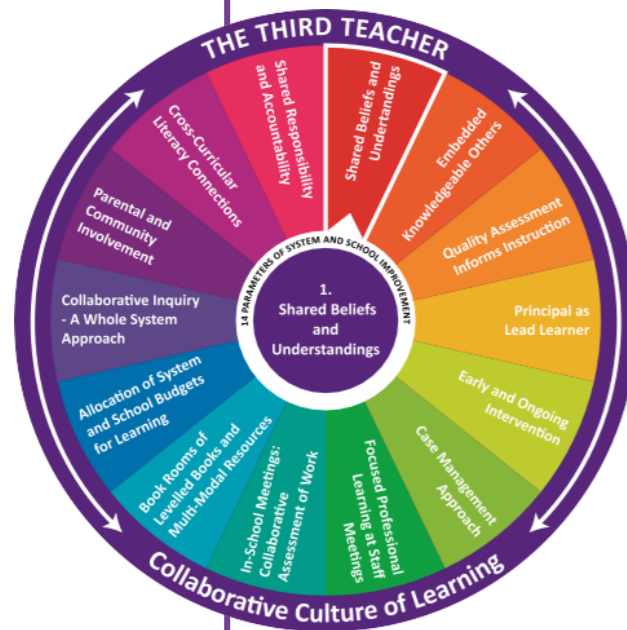 THE THIRD TEACHER
Shared Beliefs and
Undertandings
Embedded
Knowledgeable Others
Quality Assessment
Informs Instruction
Principal as
Lead Learner
Early and Ongoing
Intervention
Case Management
Approach
Focused Professional
Learning at Staff
Meetings
In-School Meetings:
Collaborative
Assessment of Work
Book Rooms of
Levelled Books and
Multi-Modal Resources
Allocation of System
and School Budgets
for Learning
Collaborative Inquiry
- A Whole System
Approach
Parental and
Community
Involvement
Cross-Curricular
Literacy Connections
Shared Responsibility
and Accountability
14 PARAMETERS OF SYSTEM AND SCHOOL IMPROVEMENT
1.
Shared Beliefs
and
Understandings
Collaborative Culture of Learning